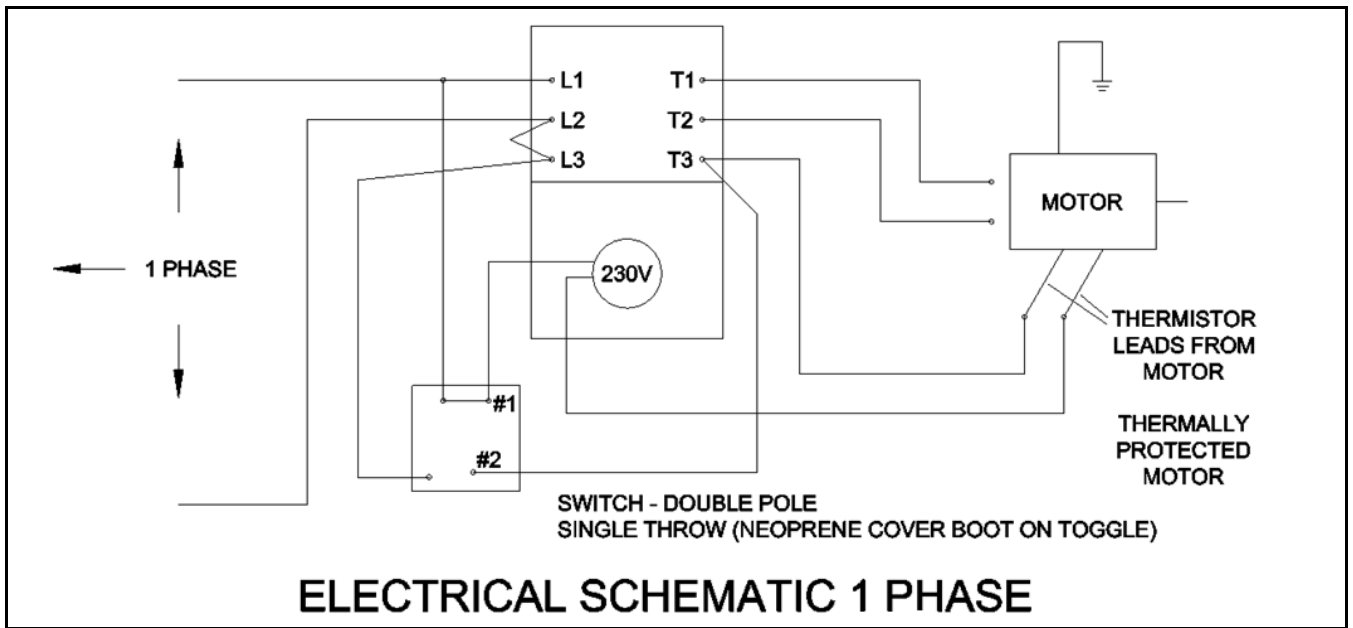 L1
T1
L2
T2
L3
T3
MOTOR
1 PHASE
230V
THERMISTOR
LEADS FROM
MOTOR
#1
THERMALLY
PROTECTED
MOTOR
#2
SWITCH - DOUBLE POLE
SINGLE THROW (NEOPRENE COVER BOOT ON TOGGLE)
ELECTRICAL SCHEMATIC 1 PHASE